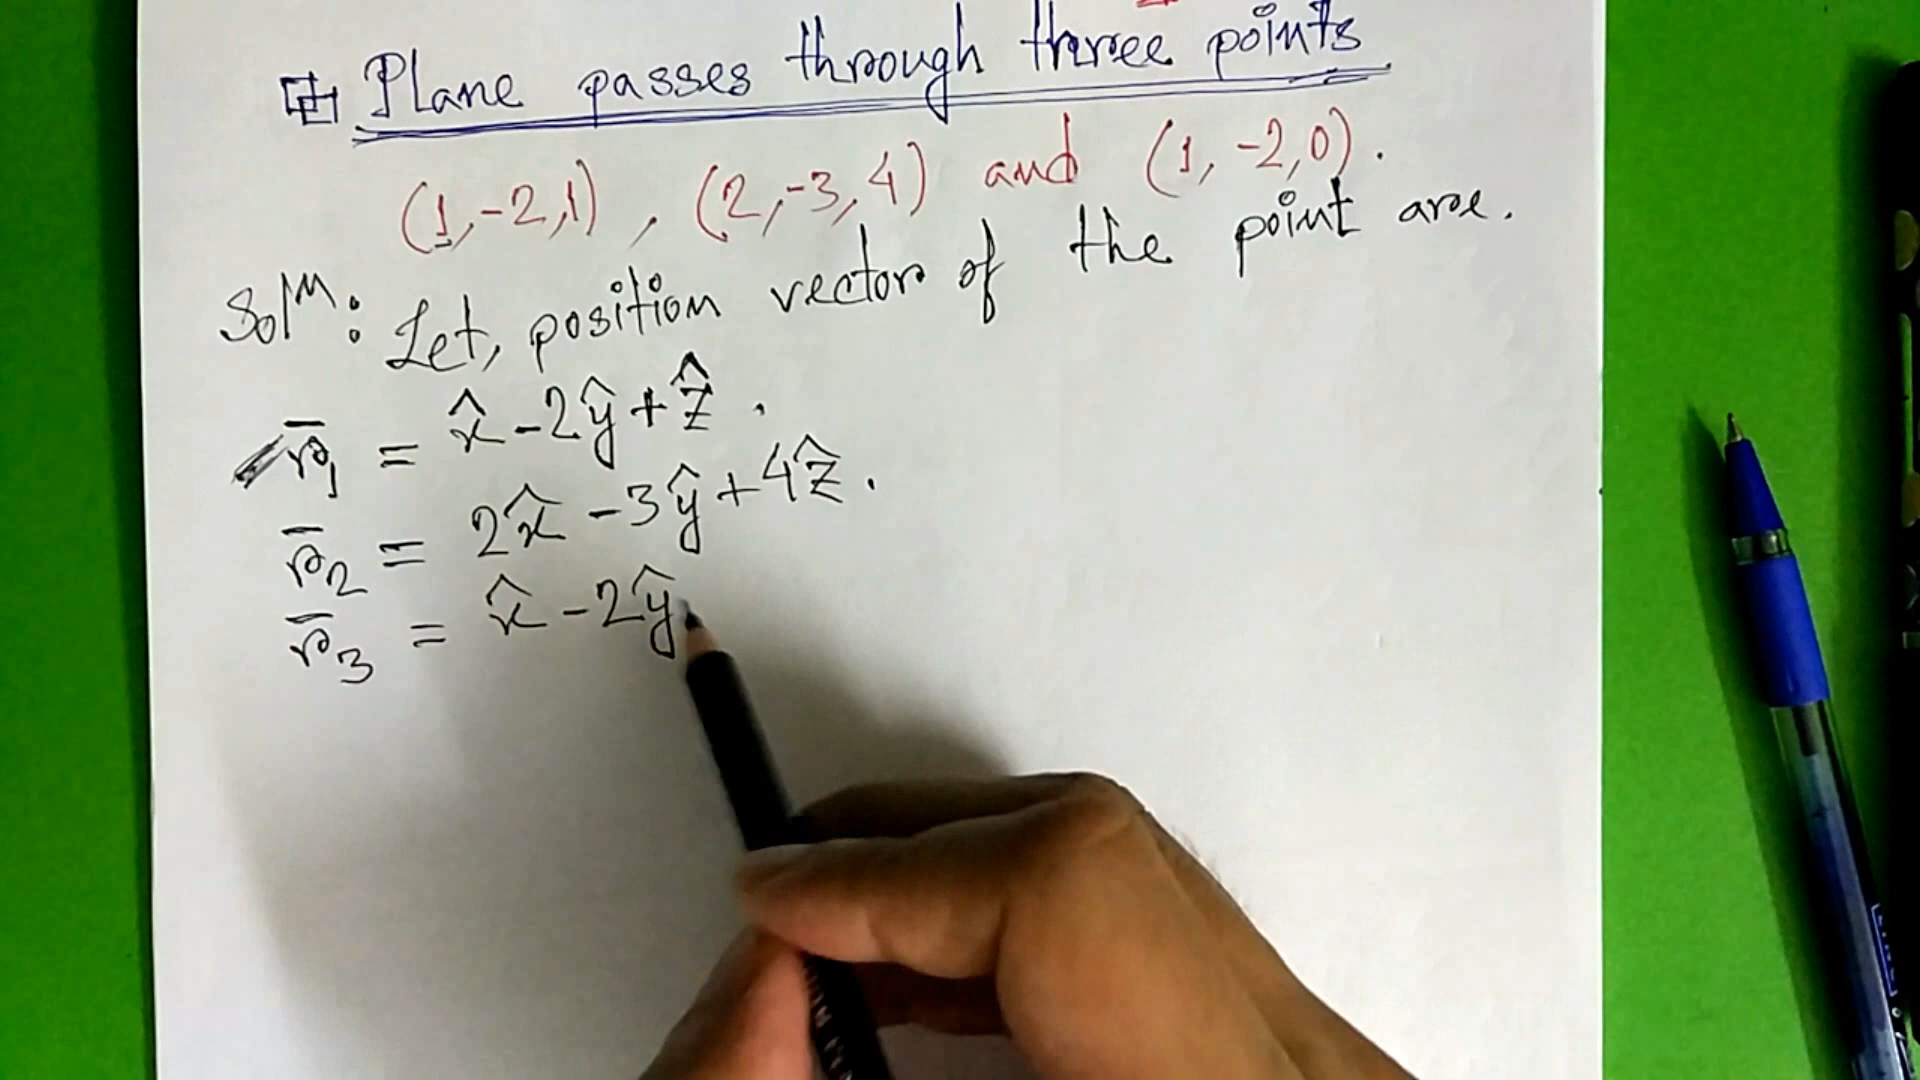 Plane passes through three points
(1,-2,1), (2,-3,4) and (1,-2,0).
Solⁿ: Let, position vector of the point are.
r̄₁ = x̂ - 2ŷ + ẑ.
r̄₂ = 2x̂ - 3ŷ + 4ẑ.
r̄₃ = x̂ - 2ŷ